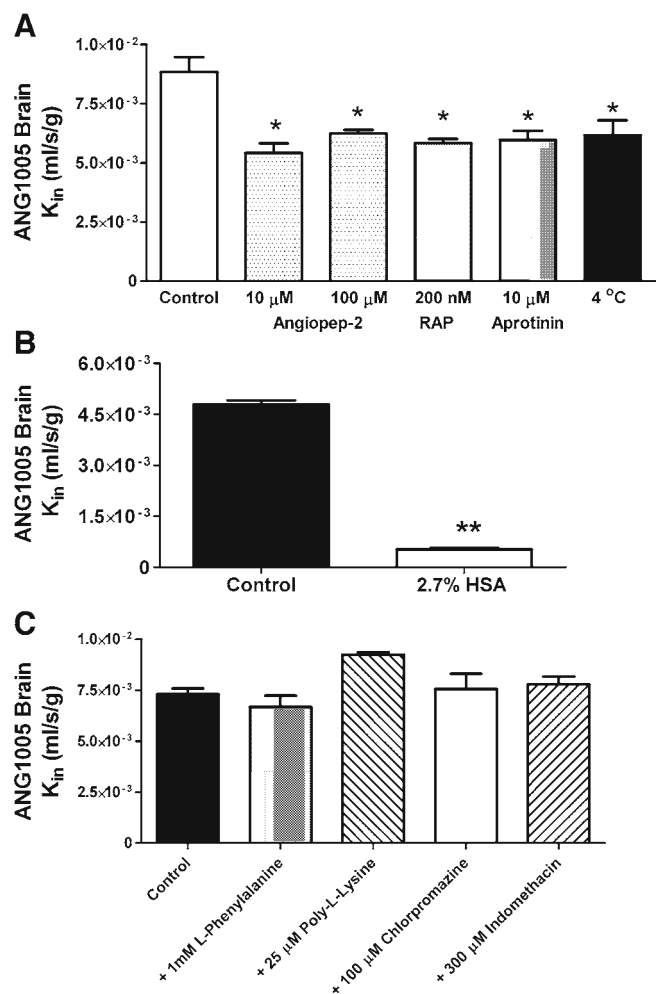 A
ANG1005 Brain
K_in (ml/s/g)
1.0×10⁻²
7.5×10⁻³
5.0×10⁻³
2.5×10⁻³
0
* * * * *
Control 10 µM 100 µM 200 nM 10 µM 4 °C
Angiopep-2 RAP Aprotinin
B
ANG1005 Brain
K_in (ml/s/g)
6.0×10⁻³
4.5×10⁻³
3.0×10⁻³
1.5×10⁻³
0
**
Control 2.7% HSA
C
ANG1005 Brain
K_in (ml/s/g)
1.0×10⁻²
7.5×10⁻³
5.0×10⁻³
2.5×10⁻³
0
Control
+ 1mM L-Phenylalanine
+ 25 µM Poly-L-Lysine
+ 100 µM Chlorpromazine
+ 300 µM Indomethacin